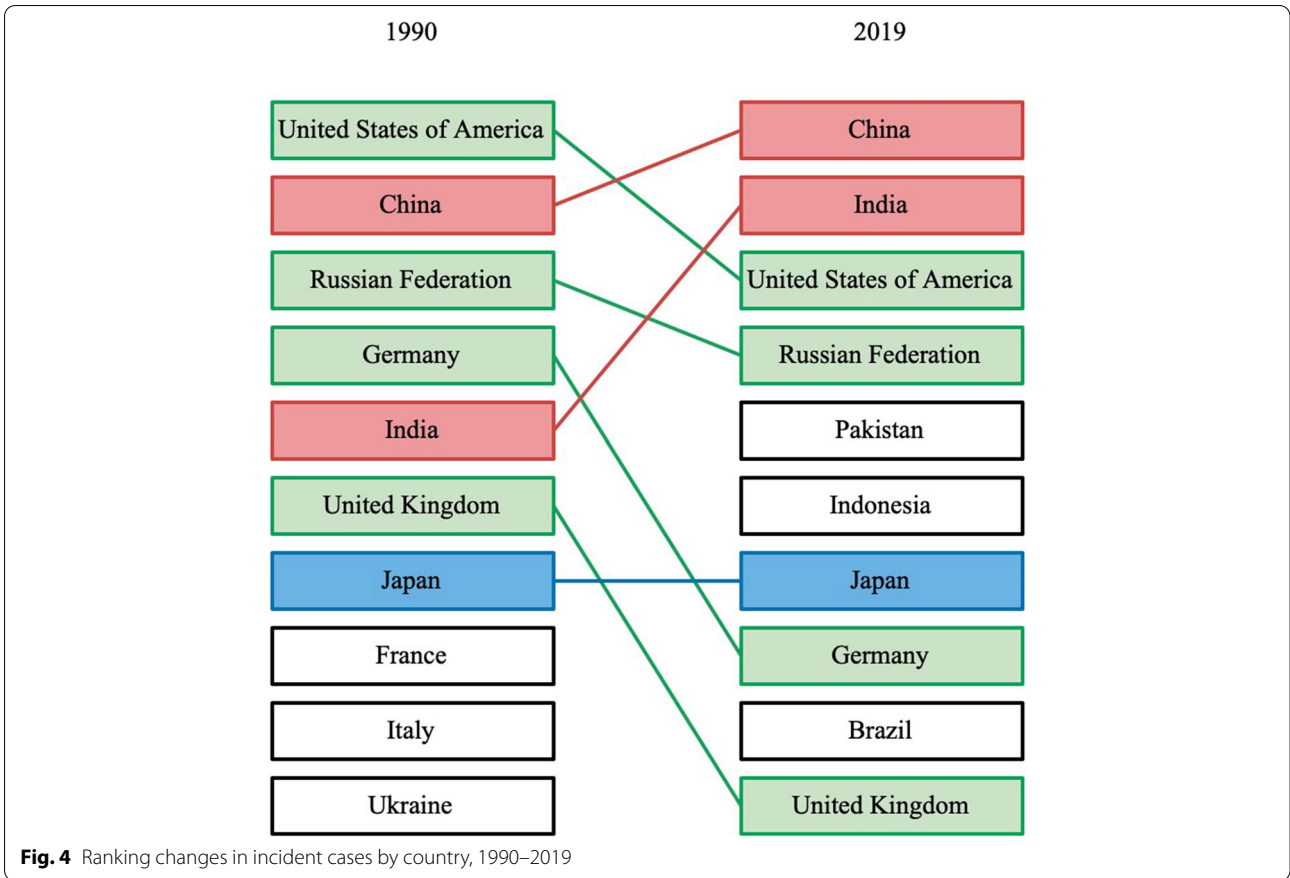 1990
2019
United States of America
China
China
India
Russian Federation
United States of America
Germany
Russian Federation
India
Pakistan
United Kingdom
Indonesia
Japan
Japan
France
Germany
Italy
Brazil
Ukraine
United Kingdom
Fig. 4 Ranking changes in incident cases by country, 1990–2019